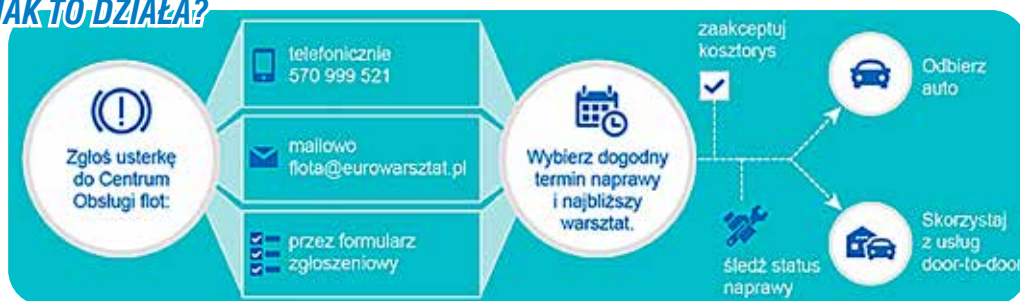 JAK TO DZIAŁA?
Zgłoś usterkę
do Centrum
Obsługi flot:
telefonicznie
570 999 521
mailowo
flota@eurowarsztat.pl
przez formularz
zgłoszeniowy
Wybierz dogodny
termin naprawy
i najbliższy
warsztat.
zaakceptuj
kosztorys
śledź status
naprawy
Odbierz
auto
Skorzystaj
z usług
door-to-door